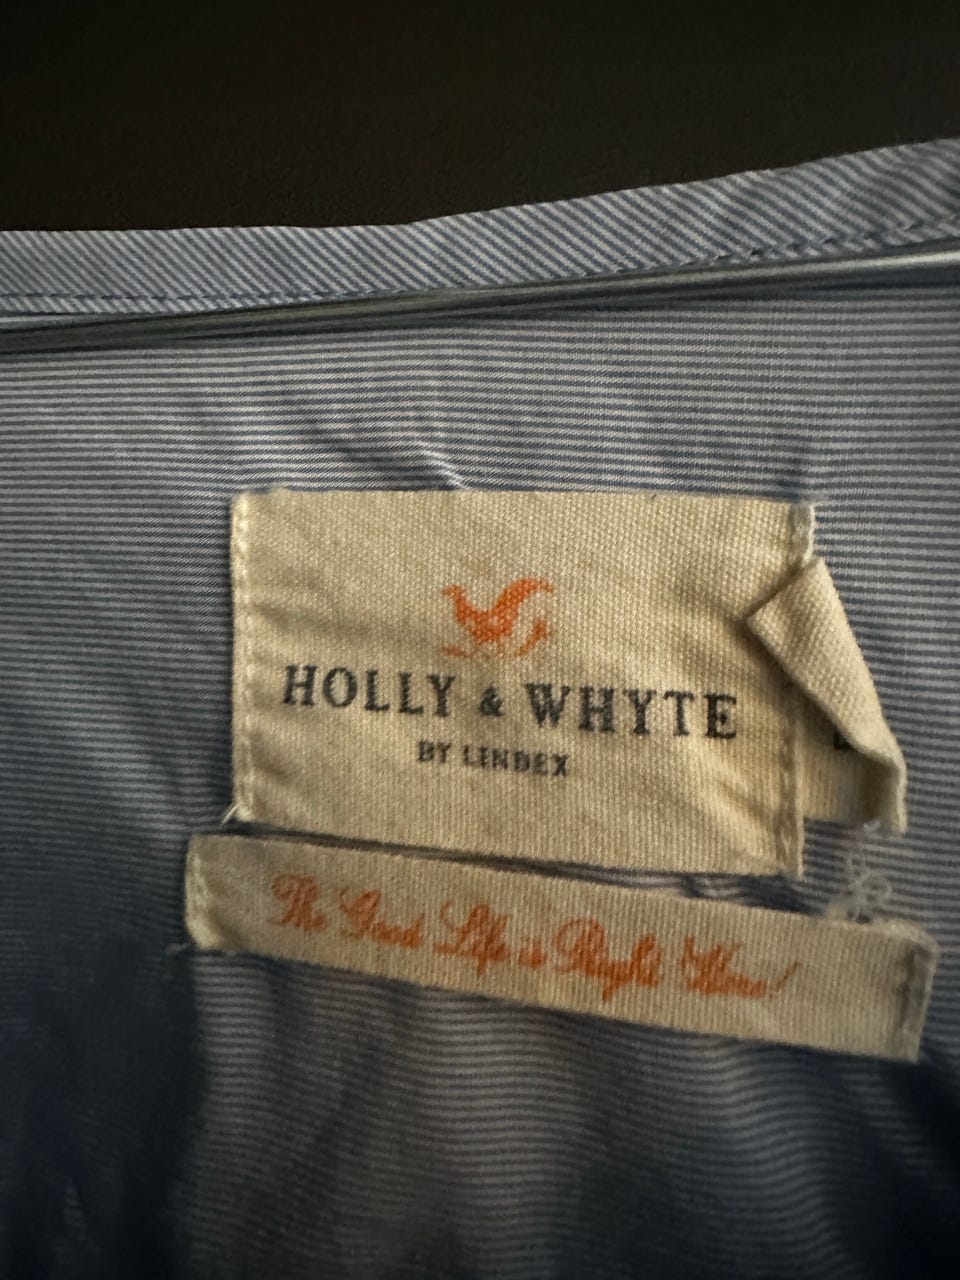 HOLLY & WHYTE
BY LINDEX
The Good Life is Right Here!